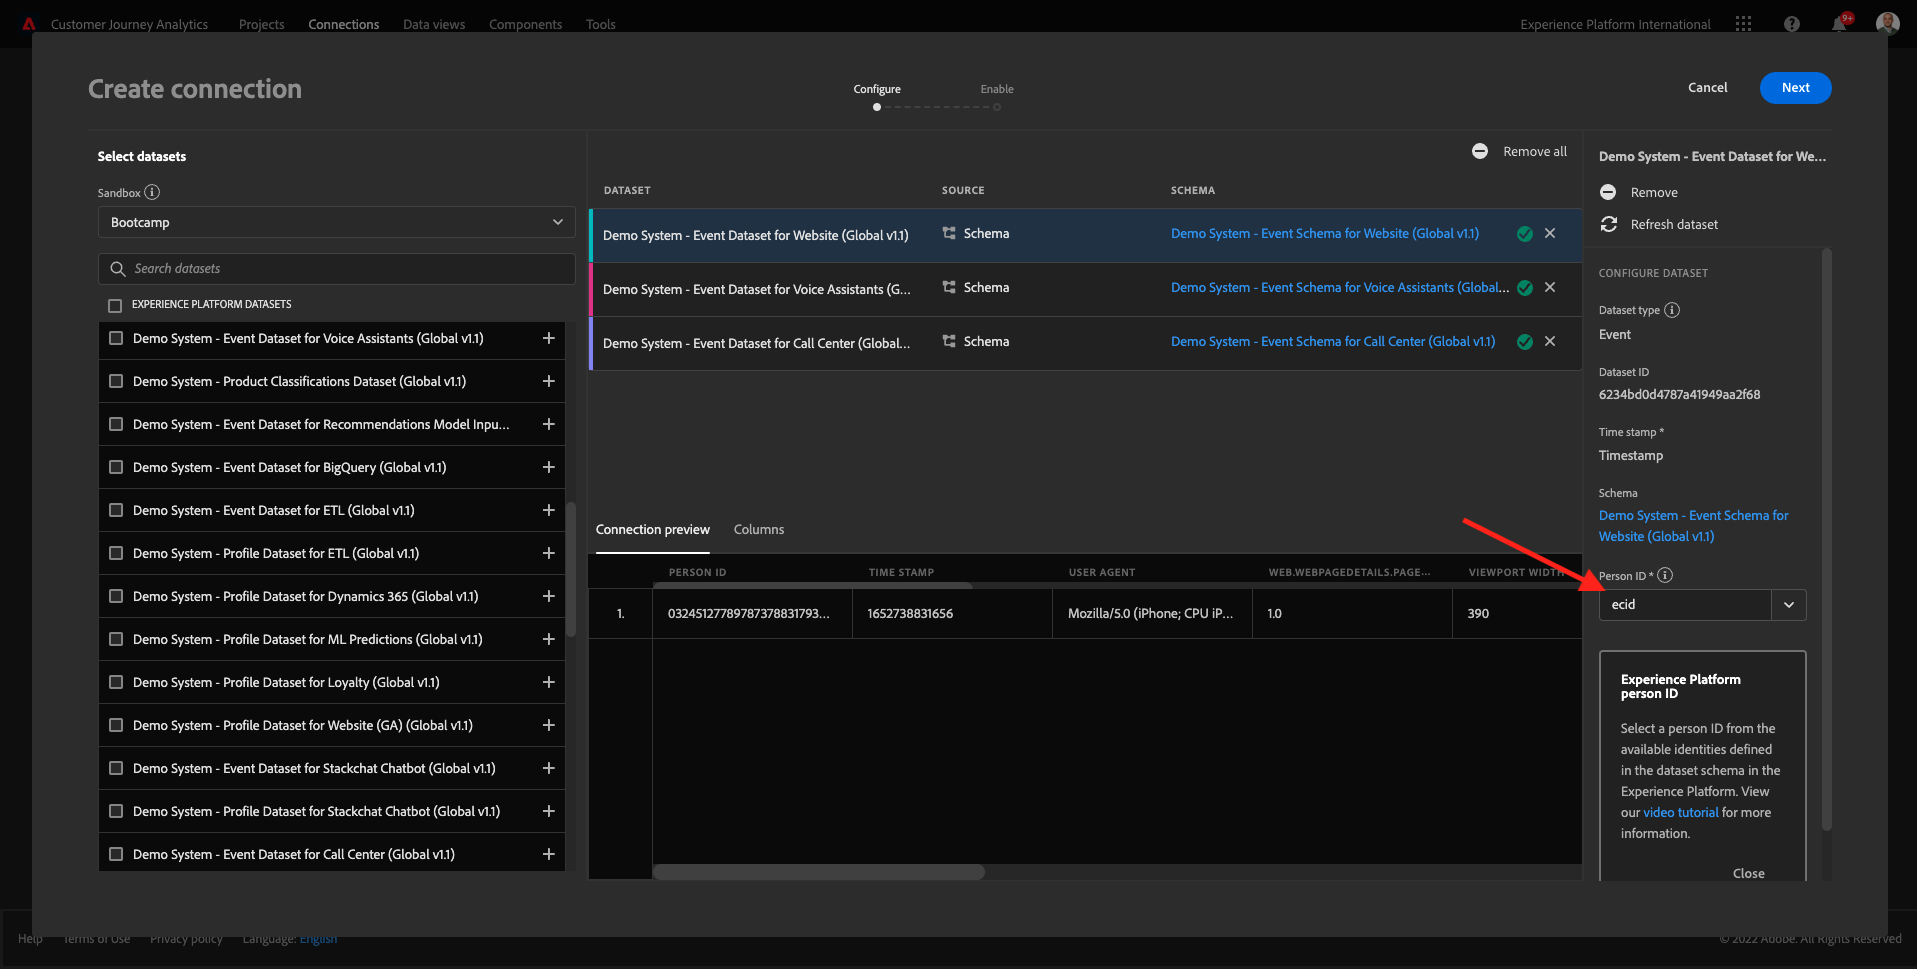 Customer Journey Analytics
Projects
Connections
Data views
Components
Tools
Experience Platform International
9+
Create connection
Configure
Enable
Cancel
Next
Select datasets
Sandbox
Bootcamp
Search datasets
EXPERIENCE PLATFORM DATASETS
Demo System - Event Dataset for Voice Assistants (Global v1.1)
Demo System - Product Classifications Dataset (Global v1.1)
Demo System - Event Dataset for Recommendations Model Inpu...
Demo System - Event Dataset for BigQuery (Global v1.1)
Demo System - Event Dataset for ETL (Global v1.1)
Demo System - Profile Dataset for ETL (Global v1.1)
Demo System - Profile Dataset for Dynamics 365 (Global v1.1)
Demo System - Profile Dataset for ML Predictions (Global v1.1)
Demo System - Profile Dataset for Loyalty (Global v1.1)
Demo System - Profile Dataset for Website (GA) (Global v1.1)
Demo System - Event Dataset for Stackchat Chatbot (Global v1.1)
Demo System - Profile Dataset for Stackchat Chatbot (Global v1.1)
Demo System - Event Dataset for Call Center (Global v1.1)
Remove all
DATASET SOURCE SCHEMA
Demo System - Event Dataset for Website (Global v1.1) Schema Demo System - Event Schema for Website (Global v1.1)
Demo System - Event Dataset for Voice Assistants (G... Schema Demo System - Event Schema for Voice Assistants (Global...
Demo System - Event Dataset for Call Center (Global... Schema Demo System - Event Schema for Call Center (Global v1.1)
Connection preview
Columns
PERSON ID TIME STAMP USER AGENT WEB.WEBPAGEDETAILS.PAGE... VIEWPORT WIDTH
1. 03245127789787378831793... 1652738831656 Mozilla/5.0 (iPhone; CPU iP... 1.0 390
Demo System - Event Dataset for We...
Remove
Refresh dataset
CONFIGURE DATASET
Dataset type
Event
Dataset ID
6234bd0d4787a41949aa2f68
Time stamp *
Timestamp
Schema
Demo System - Event Schema for
Website (Global v1.1)
Person ID *
ecid
Experience Platform
person ID
Select a person ID from the
available identities defined
in the dataset schema in the
Experience Platform. View
our video tutorial for more
information.
Close
Help
Terms of Use
Privacy policy
Language: English
© 2022 Adobe. All Rights Reserved